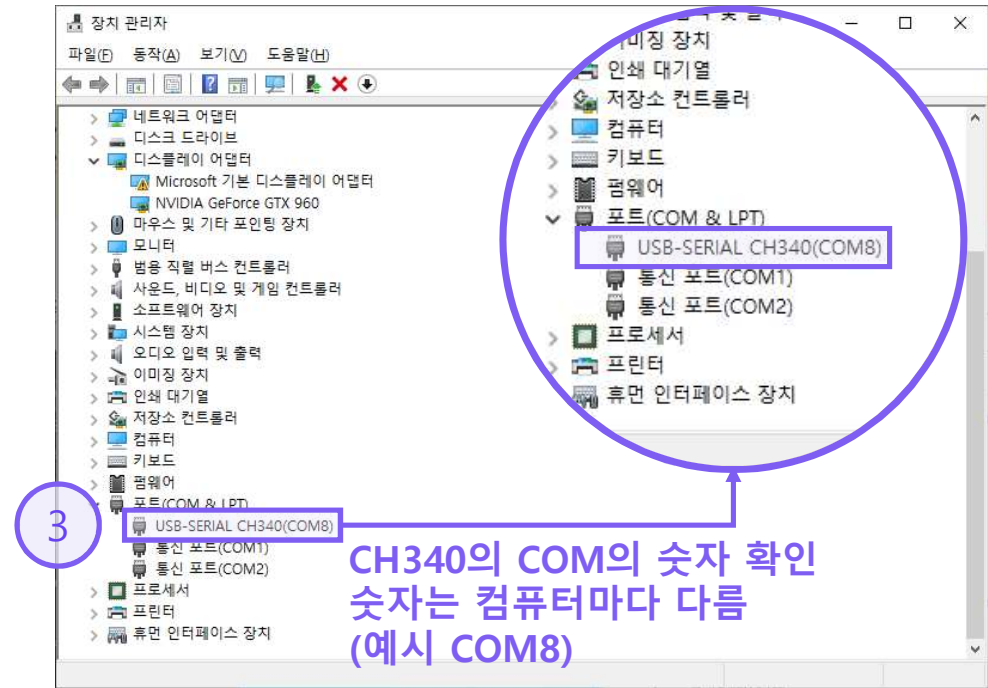 장치 관리자
파일(F) 동작(A) 보기(V) 도움말(H)
네트워크 어댑터
디스크 드라이브
디스플레이 어댑터
Microsoft 기본 디스플레이 어댑터
NVIDIA GeForce GTX 960
마우스 및 기타 포인팅 장치
모니터
범용 직렬 버스 컨트롤러
사운드, 비디오 및 게임 컨트롤러
소프트웨어 장치
시스템 장치
오디오 입력 및 출력
이미징 장치
인쇄 대기열
저장소 컨트롤러
컴퓨터
키보드
펌웨어
포트(COM & LPT)
USB-SERIAL CH340(COM8)
통신 포트(COM1)
통신 포트(COM2)
프로세서
프린터
휴먼 인터페이스 장치
3
이미징 장치
인쇄 대기열
저장소 컨트롤러
컴퓨터
키보드
펌웨어
포트(COM & LPT)
USB-SERIAL CH340(COM8)
통신 포트(COM1)
통신 포트(COM2)
프로세서
프린터
휴먼 인터페이스 장치
CH340의 COM의 숫자 확인
숫자는 컴퓨터마다 다름
(예시 COM8)